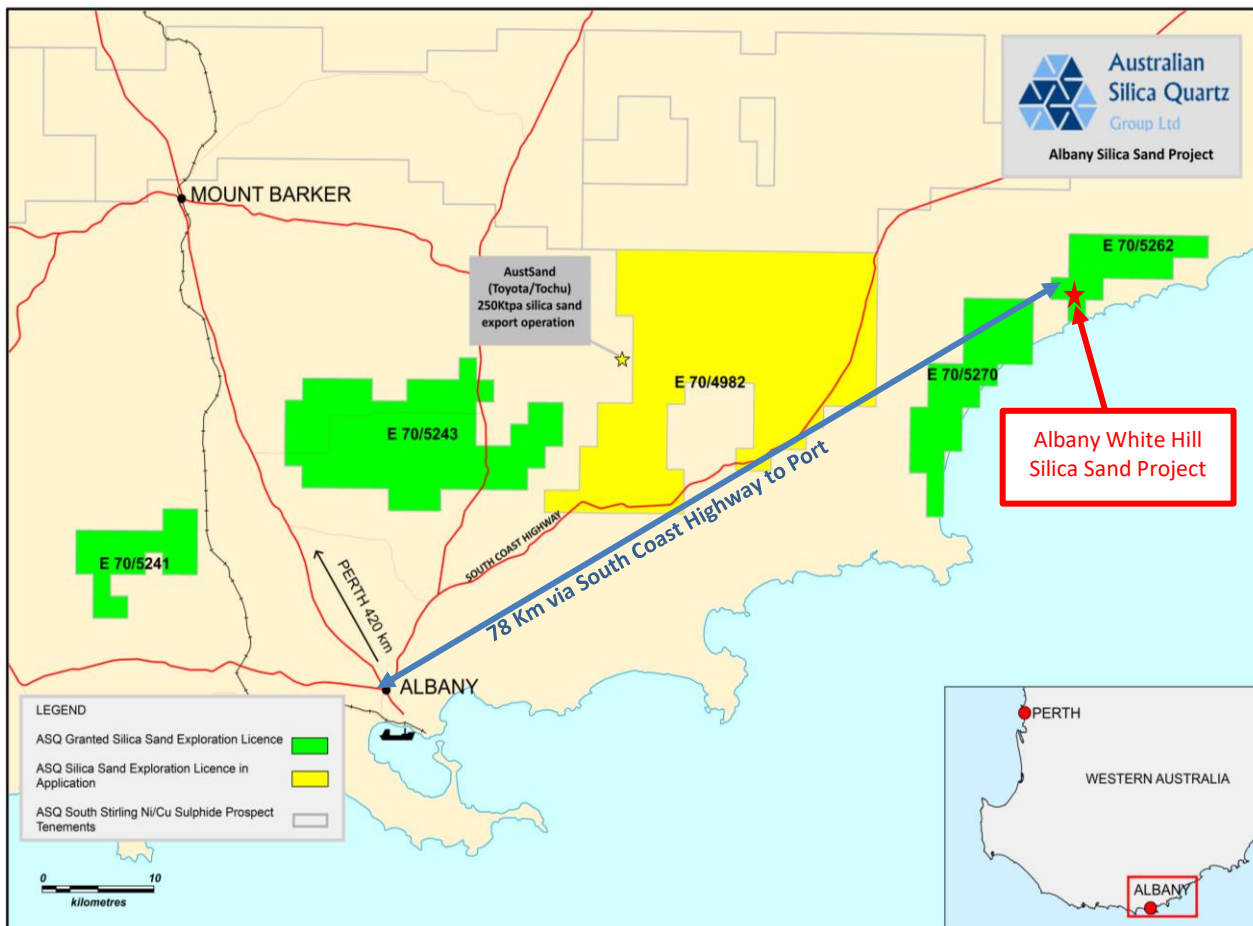 Australian
Silica Quartz
Group Ltd
Albany Silica Sand Project
MOUNT BARKER
E 70/5262
AustSand
(Toyota/Tochu)
250Ktpa silica sand
export operation
E 70/4982
E 70/5270
E 70/5243
Albany White Hill
Silica Sand Project
78 Km via South Coast Highway to Port
SOUTH COAST HIGHWAY
E 70/5241
PERTH 420 km
ALBANY
LEGEND
ASQ Granted Silica Sand Exploration Licence
ASQ Silica Sand Exploration Licence in
Application
ASQ South Stirling Ni/Cu Sulphide Prospect
Tenements
0 10
kilometres
PERTH
WESTERN AUSTRALIA
ALBANY